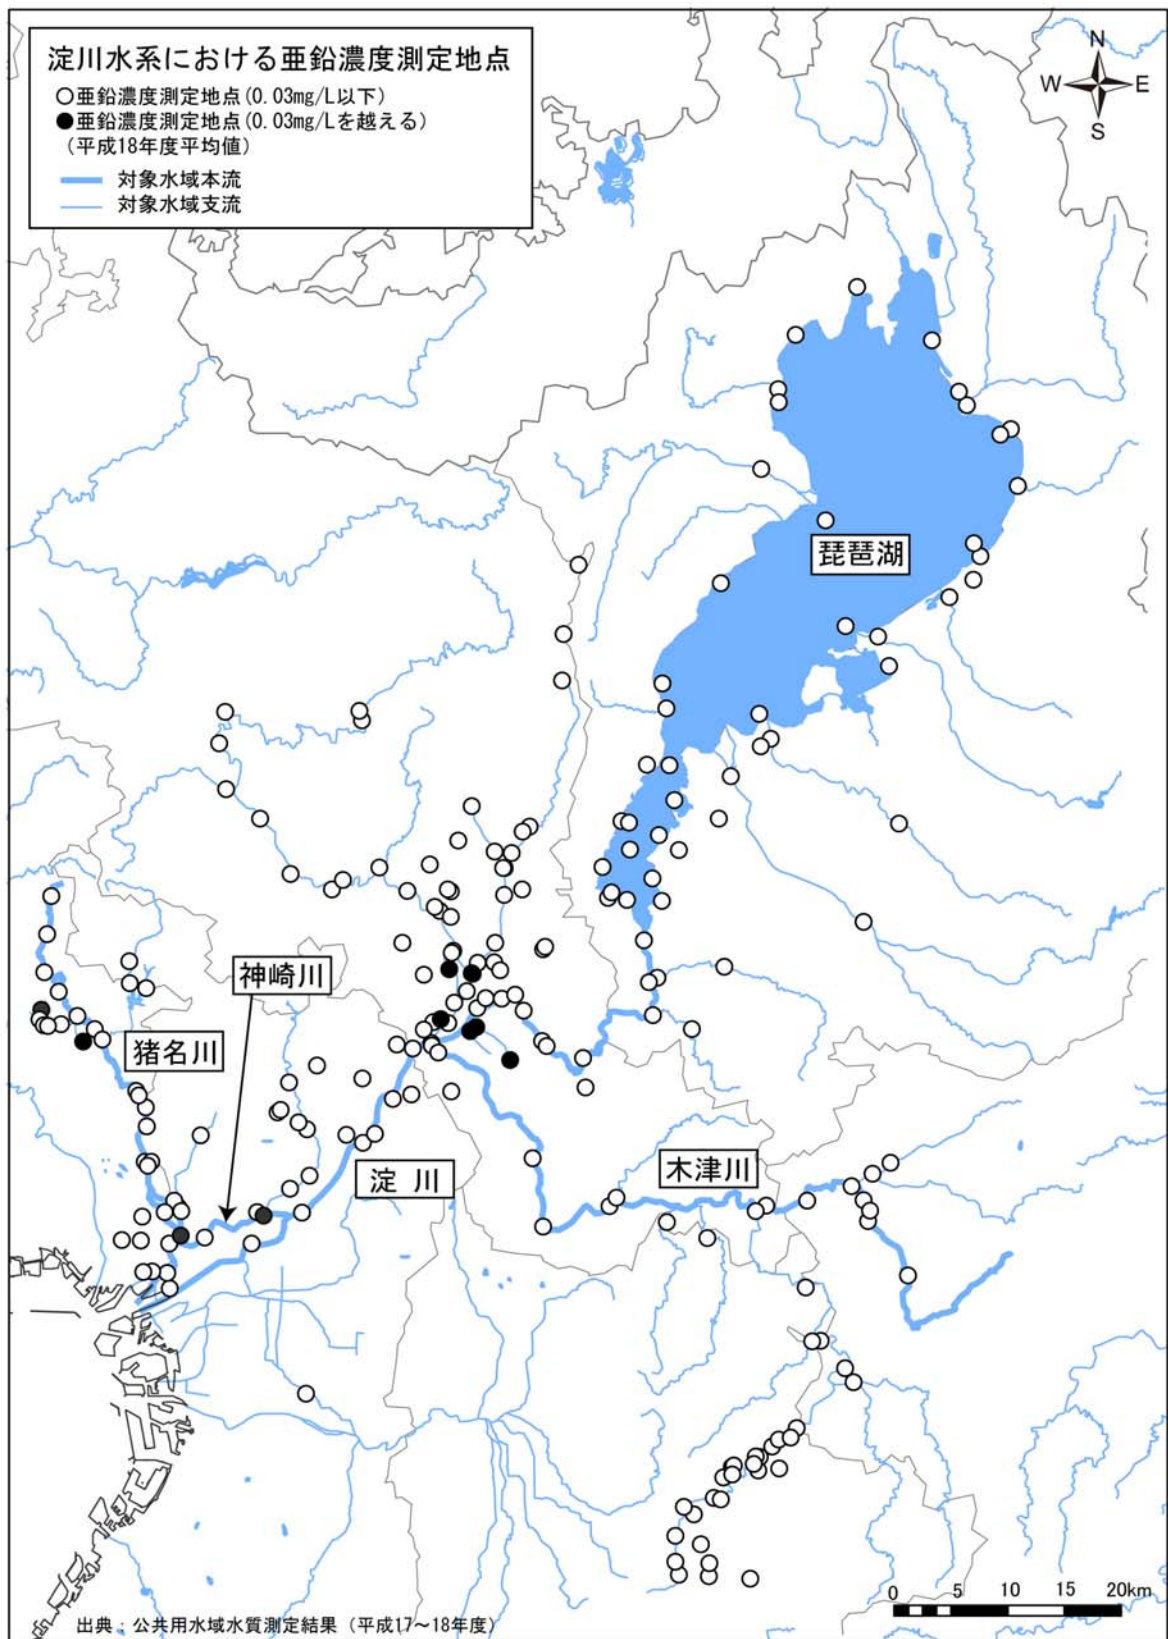 淀川水系における亜鉛濃度測定地点
○亜鉛濃度測定地点(0.03mg/L以下)
●亜鉛濃度測定地点(0.03mg/Lを越える)
(平成18年度平均値)
対象水域本流
対象水域支流
N
W E
S
琵琶湖
神崎川
猪名川
淀 川
木津川
0 5 10 15 20km
出典：公共用水域水質測定結果（平成17～18年度）